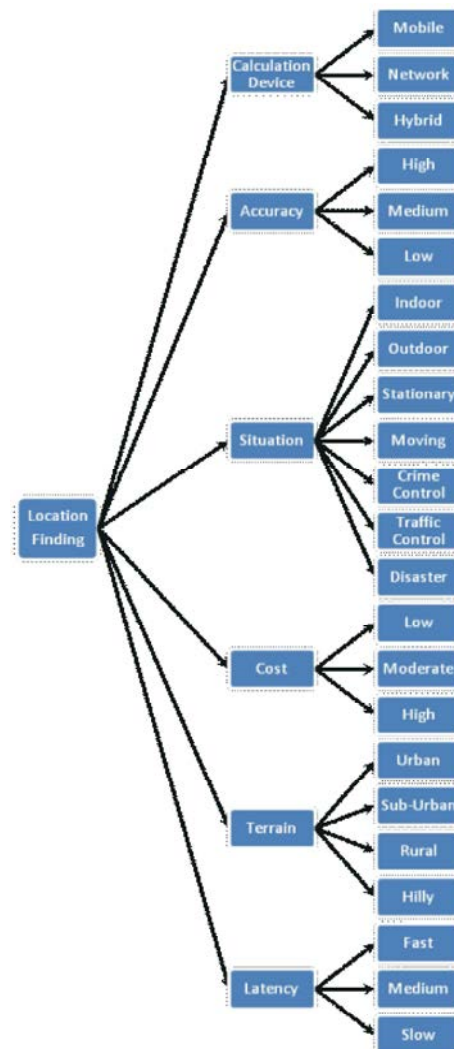 Mobile
Calculation
Device
Network
Hybrid
High
Accuracy
Medium
Low
Indoor
Outdoor
Stationary
Situation
Moving
Crime
Control
Location
Finding
Traffic
Control
Disaster
Low
Cost
Moderate
High
Urban
Sub-Urban
Terrain
Rural
Hilly
Fast
Latency
Medium
Slow